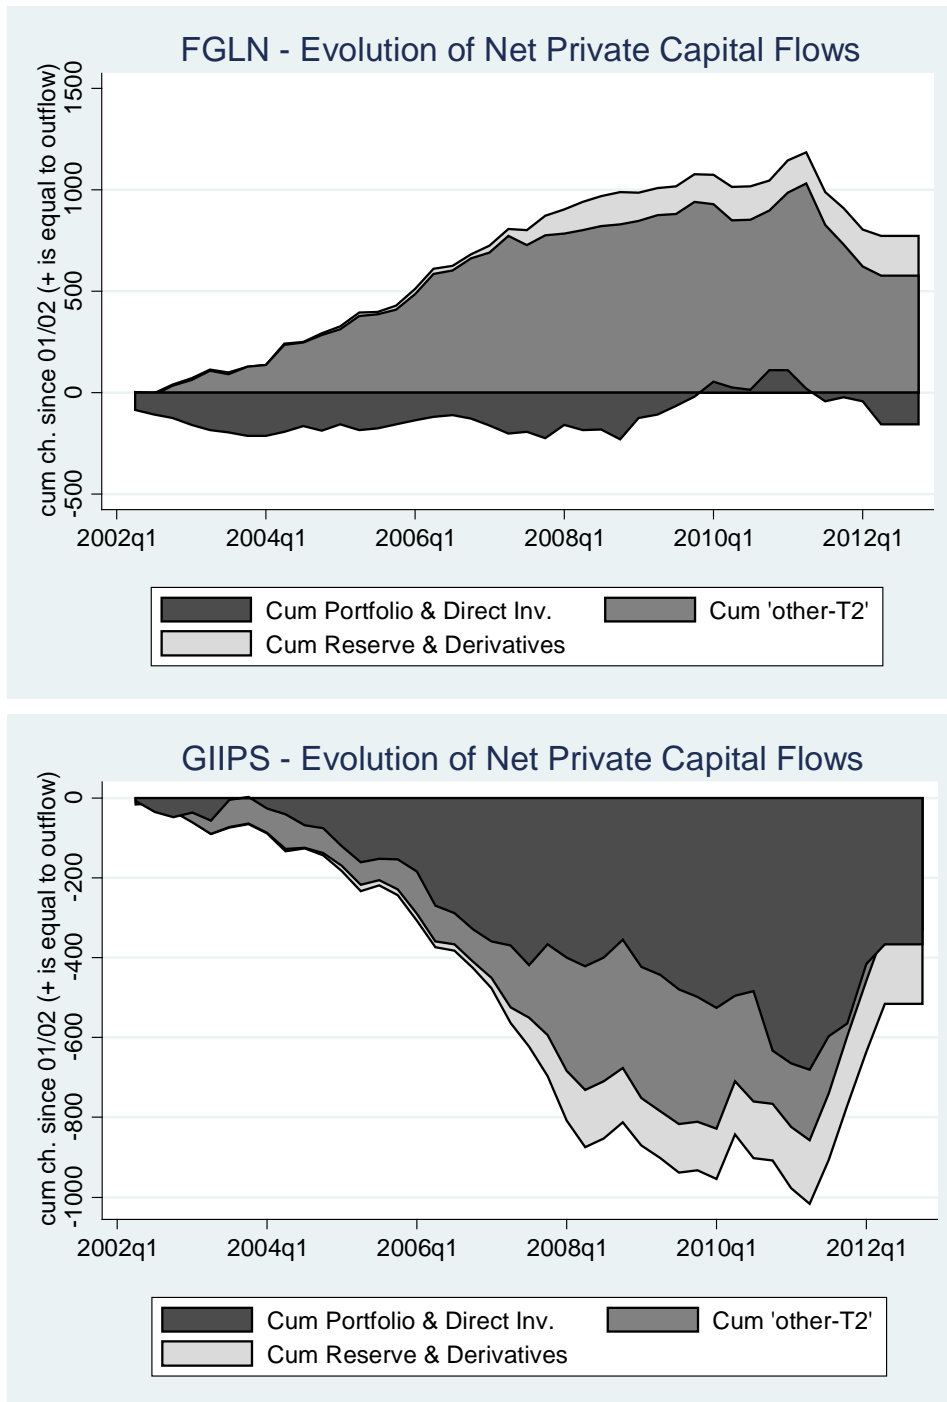 FGLN - Evolution of Net Private Capital Flows
cum ch. since 01/02 (+ is equal to outflow)
1500
1000
500
0
-500
2002q1 2004q1 2006q1 2008q1 2010q1 2012q1
Cum Portfolio & Direct Inv. Cum 'other-T2'
Cum Reserve & Derivatives
GIIPS - Evolution of Net Private Capital Flows
cum ch. since 01/02 (+ is equal to outflow)
0
-200
-400
-600
-800
-1000
2002q1 2004q1 2006q1 2008q1 2010q1 2012q1
Cum Portfolio & Direct Inv. Cum 'other-T2'
Cum Reserve & Derivatives